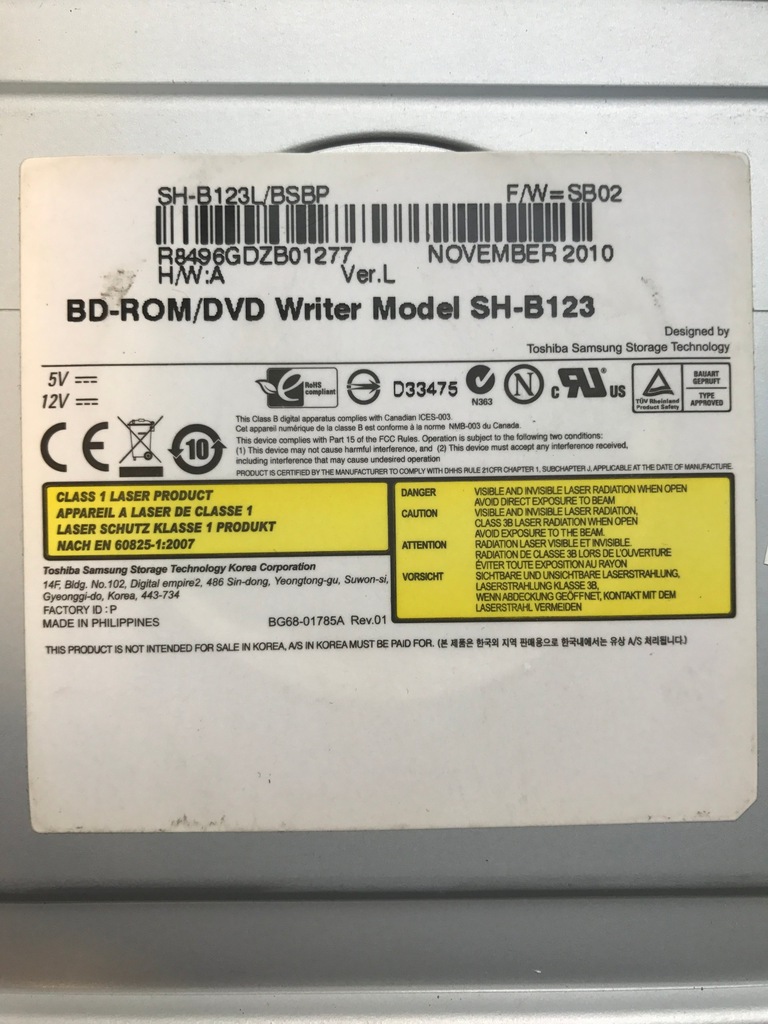 SH-B123L/BSBP F/W=SB02
R8496GDZB01277 NOVEMBER 2010
H/W:A Ver.L
BD-ROM/DVD Writer Model SH-B123
Designed by
Toshiba Samsung Storage Technology
5V
12V
RoHS
compliant
D33475
N363
N
c RU® US
TÜV Rheinland
Product Safety
BAUART
GEPRÜFT
TYPE
APPROVED
CE
10
This Class B digital apparatus complies with Canadian ICES-003.
Cet appareil numérique de la classe B est conforme à la norme NMB-003 du Canada.
This device complies with Part 15 of the FCC Rules. Operation is subject to the following two conditions:
(1) This device may not cause harmful interference, and (2) This device must accept any interference received,
including interference that may cause undesired operation
PRODUCT IS CERTIFIED BY THE MANUFACTURER TO COMPLY WITH DHHS RULE 21CFR CHAPTER 1, SUBCHAPTER J, APPLICABLE AT THE DATE OF MANUFACTURE.
CLASS 1 LASER PRODUCT
APPAREIL A LASER DE CLASSE 1
LASER SCHUTZ KLASSE 1 PRODUKT
NACH EN 60825-1:2007
DANGER VISIBLE AND INVISIBLE LASER RADIATION WHEN OPEN
AVOID DIRECT EXPOSURE TO BEAM
CAUTION VISIBLE AND INVISIBLE LASER RADIATION,
CLASS 3B LASER RADIATION WHEN OPEN
AVOID EXPOSURE TO THE BEAM.
ATTENTION RADIATION LASER VISIBLE ET INVISIBLE.
RADIATION DE CLASSE 3B LORS DE L'OUVERTURE
ÉVITER TOUTE EXPOSITION AU RAYON
VORSICHT SICHTBARE UND UNSICHTBARE LASERSTRAHLUNG,
LASERSTRAHLUNG KLASSE 3B,
WENN ABDECKUNG GEÖFFNET, KONTAKT MIT DEM
LASERSTRAHL VERMEIDEN
Toshiba Samsung Storage Technology Korea Corporation
14F, Bldg. No.102, Digital empire2, 486 Sin-dong, Yeongtong-gu, Suwon-si,
Gyeonggi-do, Korea, 443-734
FACTORY ID : P
MADE IN PHILIPPINES BG68-01785A Rev.01
THIS PRODUCT IS NOT INTENDED FOR SALE IN KOREA, A/S IN KOREA MUST BE PAID FOR. (본 제품은 한국외 지역 판매용으로 한국내에서는 유상 A/S 처리됩니다.)